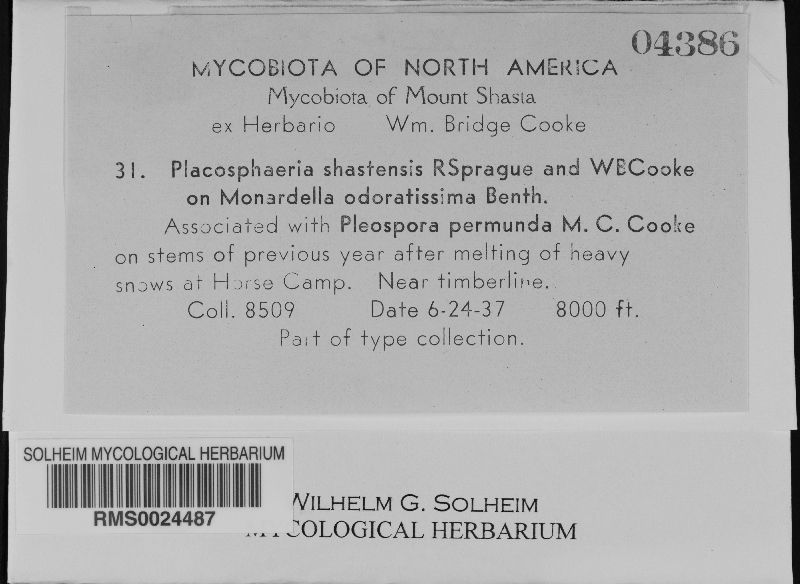 04386
MYCOBIOTA OF NORTH AMERICA
Mycobiota of Mount Shasta
ex Herbario Wm. Bridge Cooke
31. Placosphaeria shastensis RSprague and WBCooke
on Monardella odoratissima Benth.
Associated with Pleospora permunda M. C. Cooke
on stems of previous year after melting of heavy
snows at Horse Camp. Near timberline.
Coll. 8509 Date 6-24-37 8000 ft.
Part of type collection.
SOLHEIM MYCOLOGICAL HERBARIUM
RMS0024487
WILHELM G. SOLHEIM
MYCOLOGICAL HERBARIUM